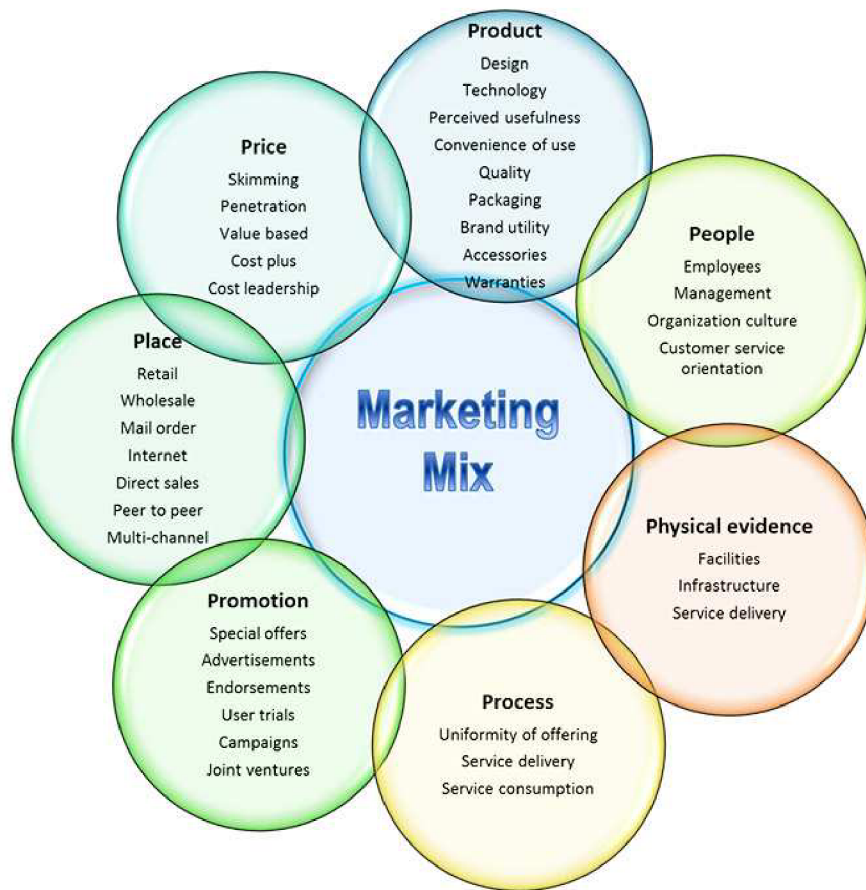 Product
Design
Technology
Perceived usefulness
Convenience of use
Quality
Packaging
Brand utility
Accessories
Warranties
Price
Skimming
Penetration
Value based
Cost plus
Cost leadership
People
Employees
Management
Organization culture
Customer service
orientation
Place
Retail
Wholesale
Mail order
Internet
Direct sales
Peer to peer
Multi-channel
Marketing
Mix
Physical evidence
Facilities
Infrastructure
Service delivery
Promotion
Special offers
Advertisements
Endorsements
User trials
Campaigns
Joint ventures
Process
Uniformity of offering
Service delivery
Service consumption